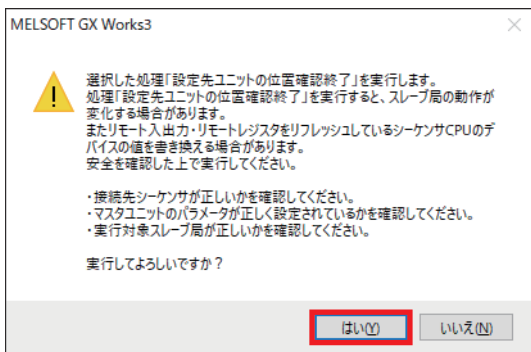 MELSOFT GX Works3
選択した処理「設定先ユニットの位置確認終了」を実行します。
処理「設定先ユニットの位置確認終了」を実行すると、スレーブ局の動作が
変化する場合があります。
またリモート入出力・リモートレジスタをリフレッシュしているシーケンサCPUのデ
バイスの値を書き換える場合があります。
安全を確認した上で実行してください。
・接続先シーケンサが正しいかを確認してください。
・マスタユニットのパラメータが正しく設定されているかを確認してください。
・実行対象スレーブ局が正しいかを確認してください。
実行してよろしいですか？
はい(Y)
いいえ(N)